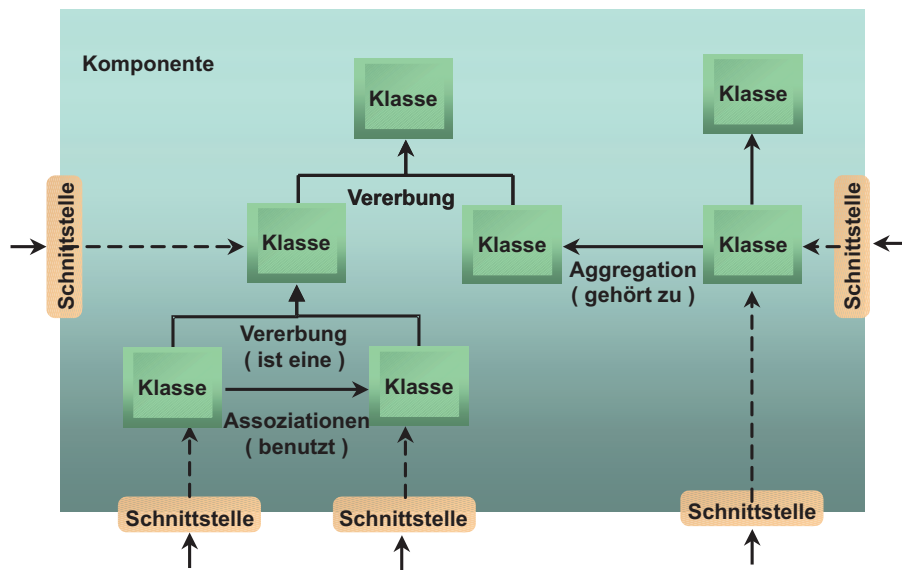 Komponente
Klasse
Klasse
Vererbung
Schnittstelle
Klasse
Klasse
Klasse
Schnittstelle
Aggregation
( gehört zu )
Vererbung
( ist eine )
Klasse
Klasse
Assoziationen
( benutzt )
Schnittstelle
Schnittstelle
Schnittstelle